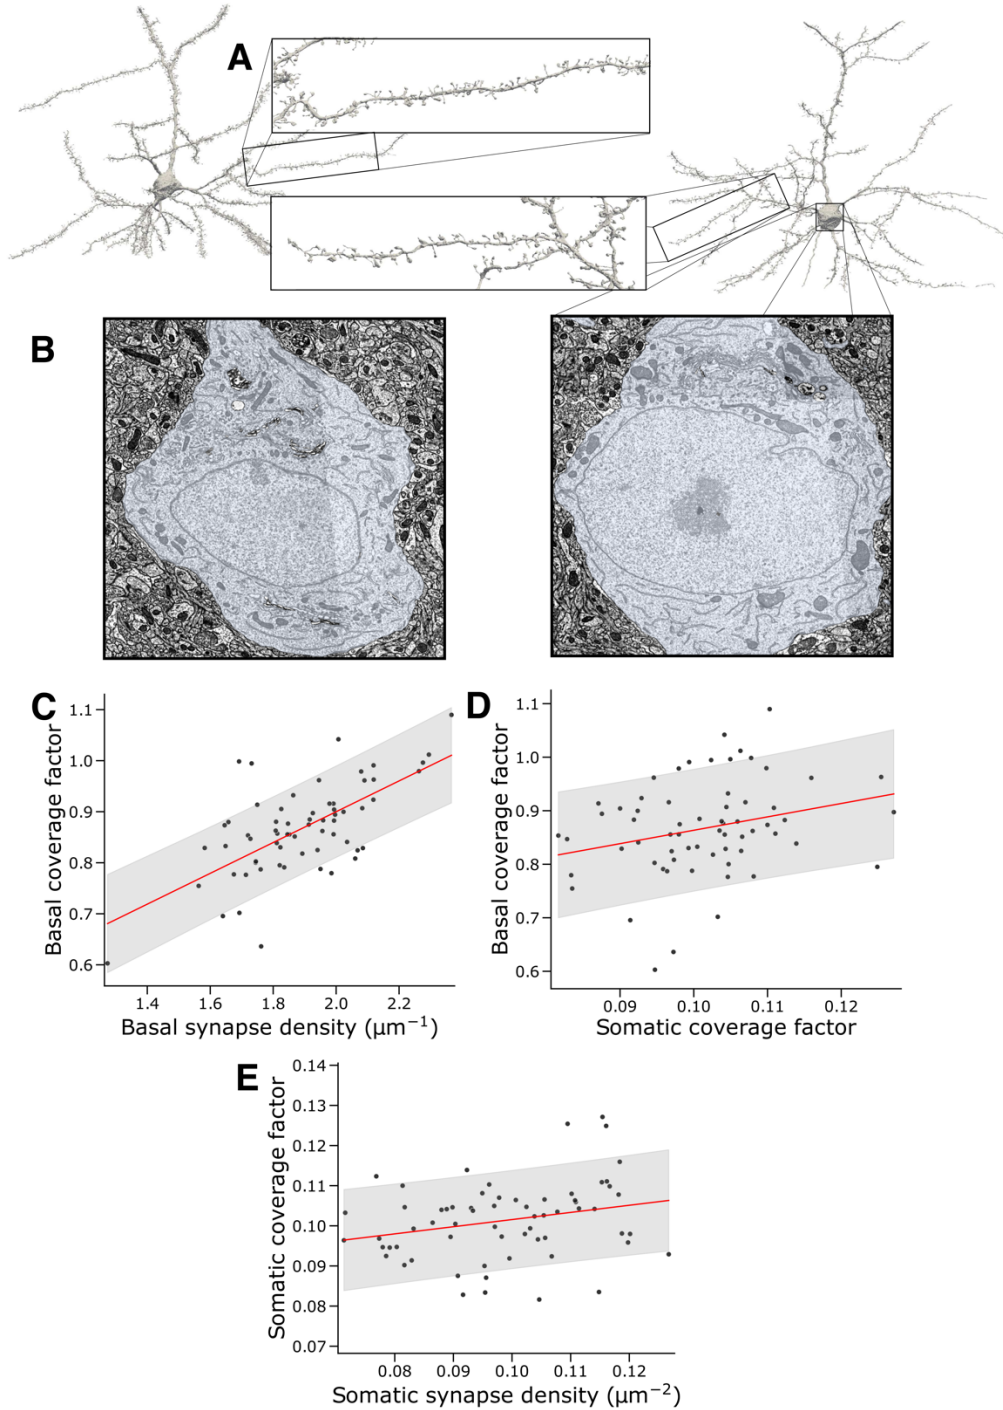 A
B
C
1.1
1.0
0.9
0.8
0.7
0.6
Basal coverage factor
1.4 1.6 1.8 2.0 2.2
Basal synapse density (µm⁻¹)
D
1.1
1.0
0.9
0.8
0.7
0.6
Basal coverage factor
0.09 0.10 0.11 0.12
Somatic coverage factor
E
0.14
0.13
0.12
0.11
0.10
0.09
0.08
0.07
Somatic coverage factor
0.08 0.09 0.10 0.11 0.12
Somatic synapse density (µm⁻²)